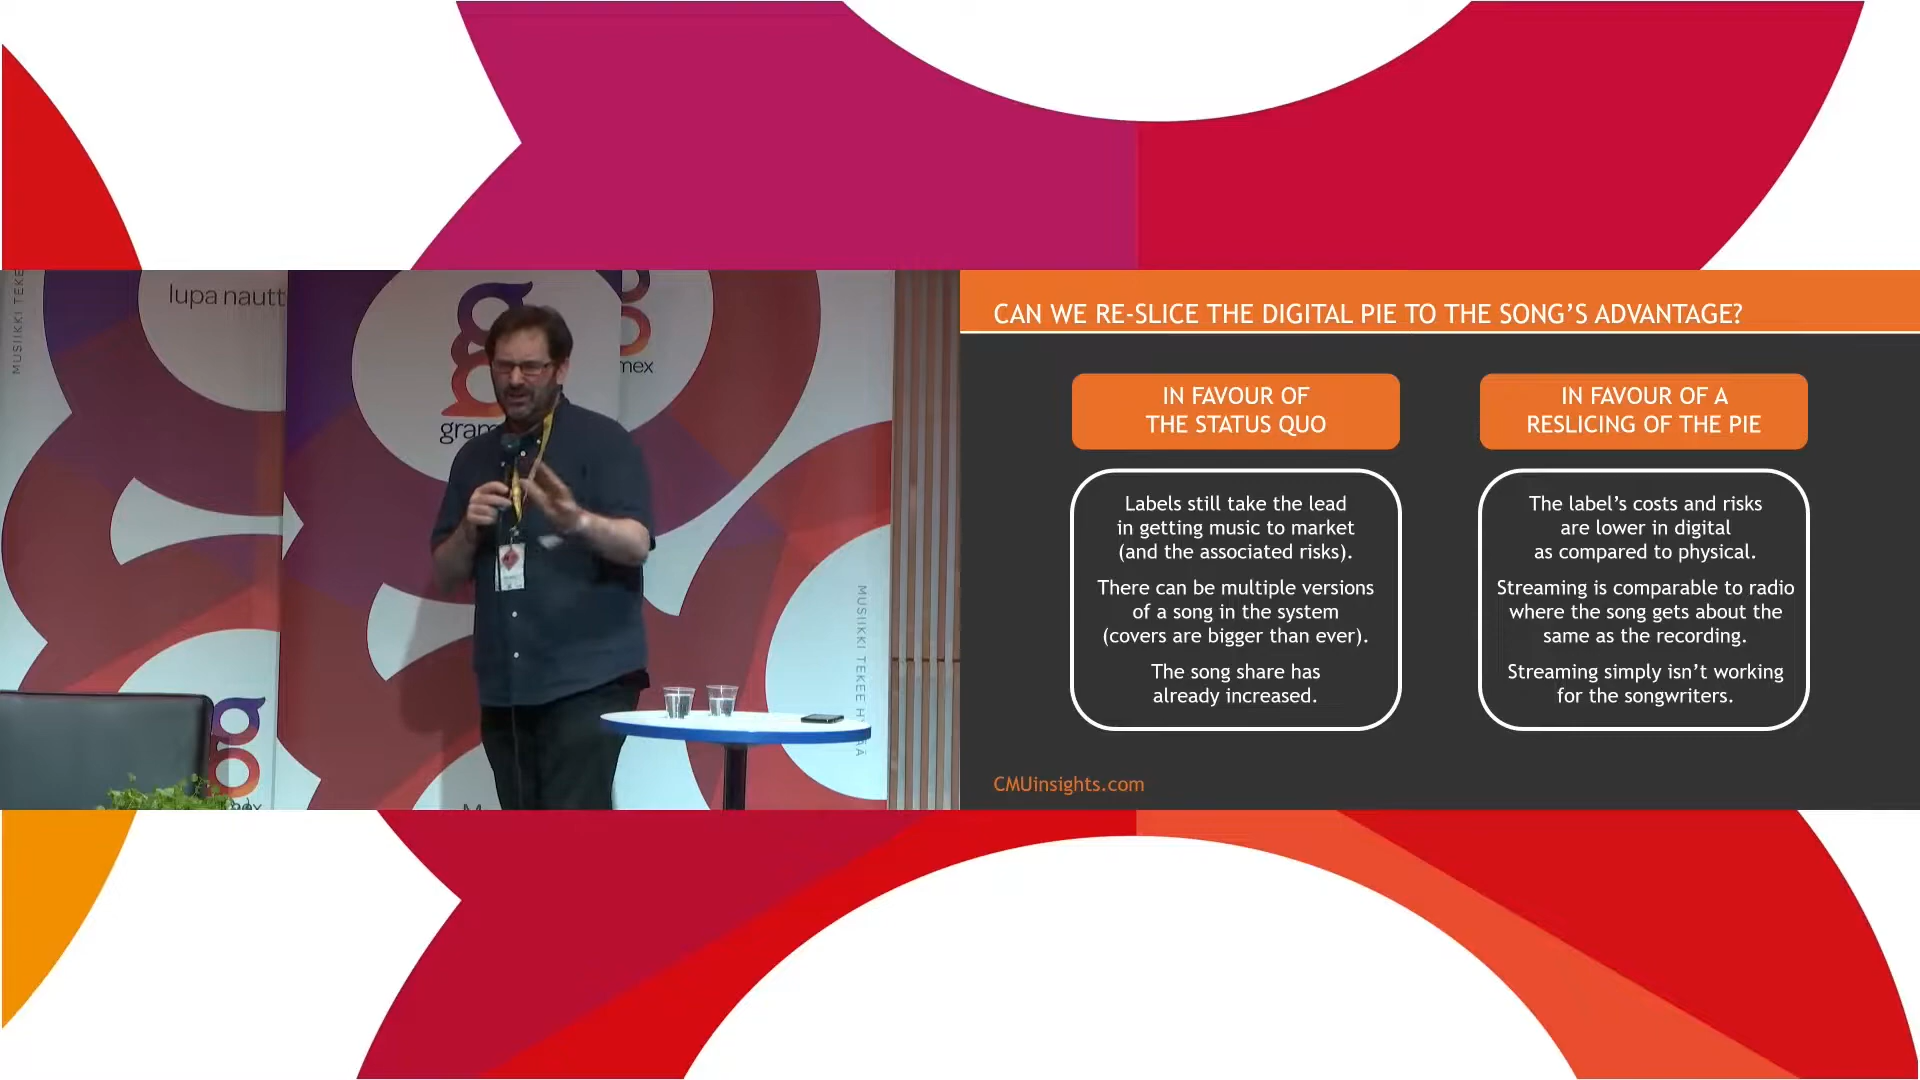 MUSIIKKI TEKE
lupa nautt
gram
mex
MUSIIKKI TEKEE H
CAN WE RE-SLICE THE DIGITAL PIE TO THE SONG’S ADVANTAGE?
IN FAVOUR OF
THE STATUS QUO
Labels still take the lead
in getting music to market
(and the associated risks).
There can be multiple versions
of a song in the system
(covers are bigger than ever).
The song share has
already increased.
IN FAVOUR OF A
RESLICING OF THE PIE
The label’s costs and risks
are lower in digital
as compared to physical.
Streaming is comparable to radio
where the song gets about the
same as the recording.
Streaming simply isn’t working
for the songwriters.
CMUinsights.com